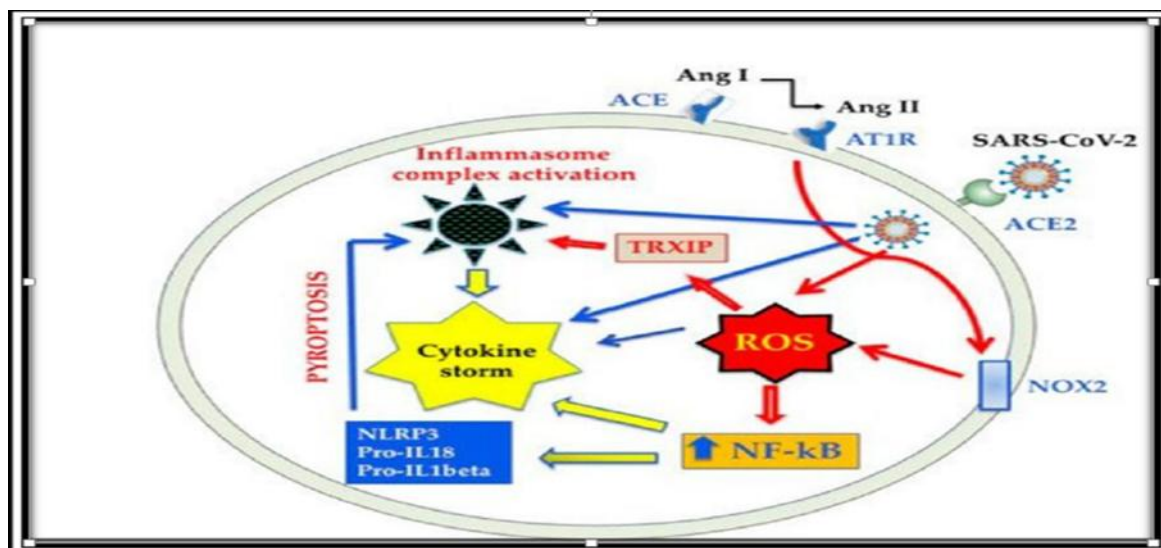 Ang I
ACE
Ang II
AT1R
SARS-CoV-2
ACE2
Inflammasome
complex activation
TRXIP
PYROPTOSIS
Cytokine
storm
ROS
NOX2
NLRP3
Pro-IL18
Pro-IL1beta
NF-kB